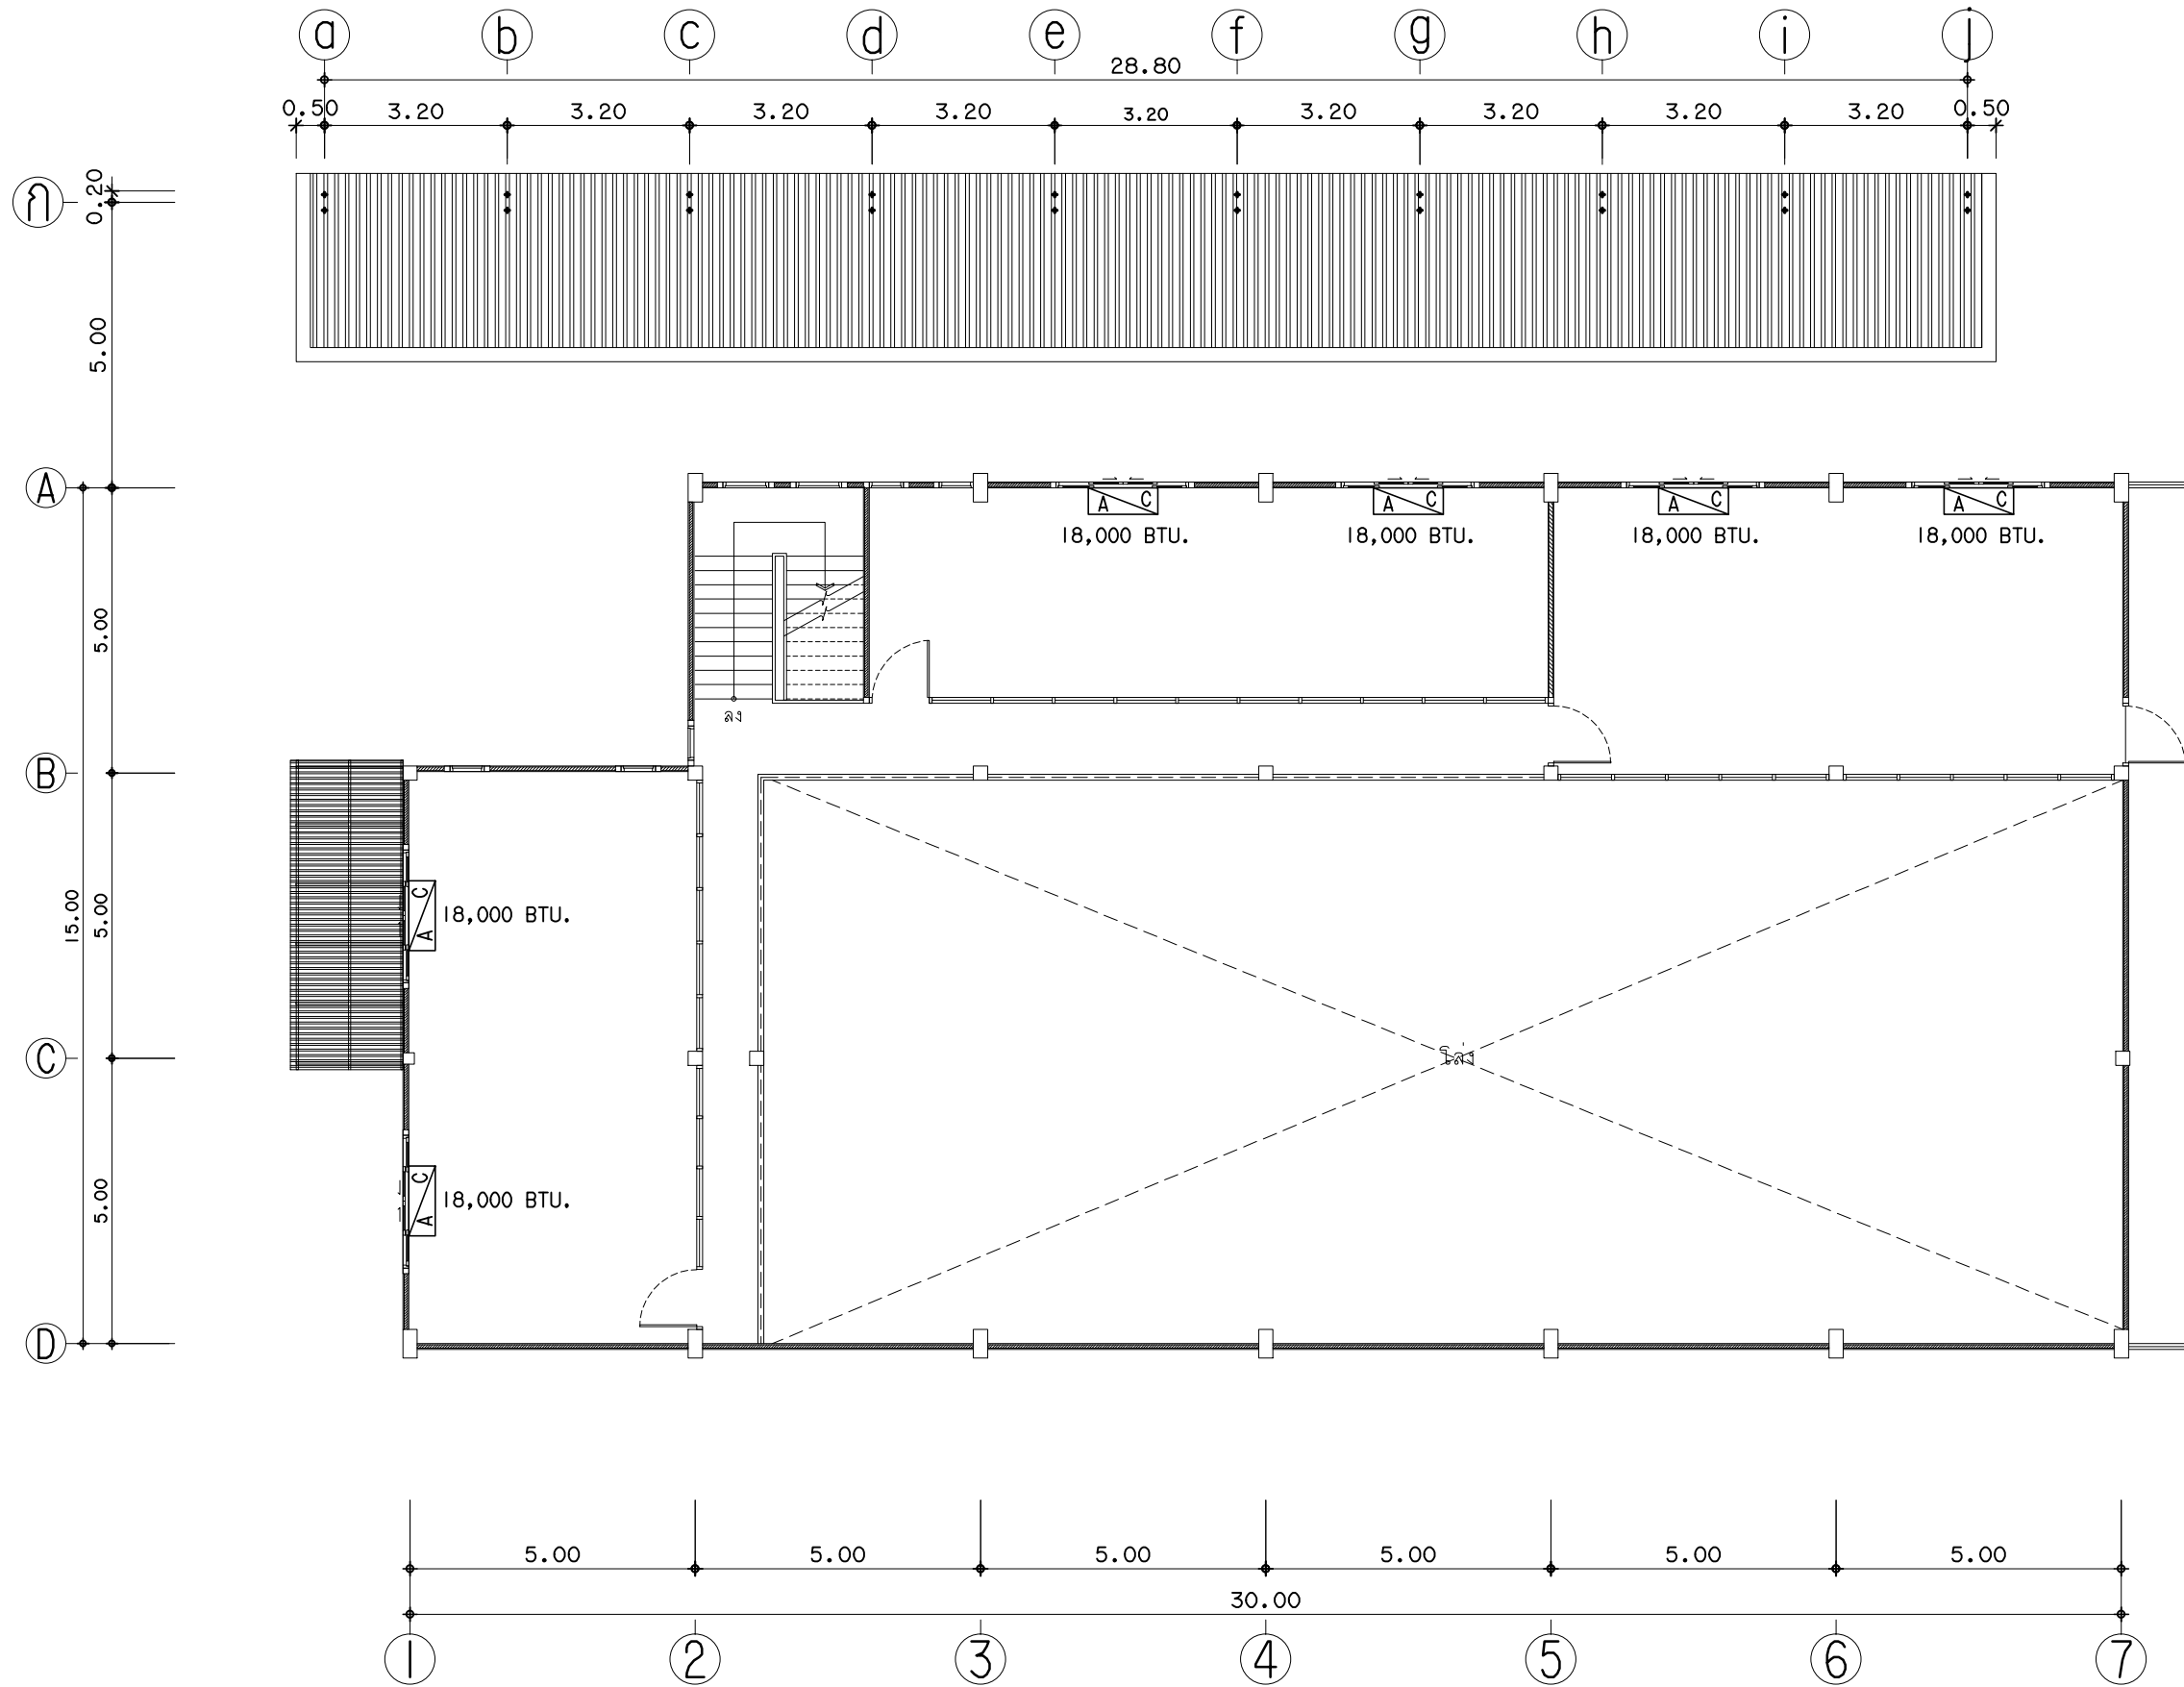 a b c d e f g h i j
28.80
0.50 3.20 3.20 3.20 3.20 3.20 3.20 3.20 3.20 3.20 0.50
ก
0.20
5.00
A
A C A C A C A C
18,000 BTU. 18,000 BTU. 18,000 BTU. 18,000 BTU.
5.00
ลง
B
15.00
5.00
A C
18,000 BTU.
C
โล่ง
5.00
A C
18,000 BTU.
D
5.00 5.00 5.00 5.00 5.00 5.00
30.00
1 2 3 4 5 6 7